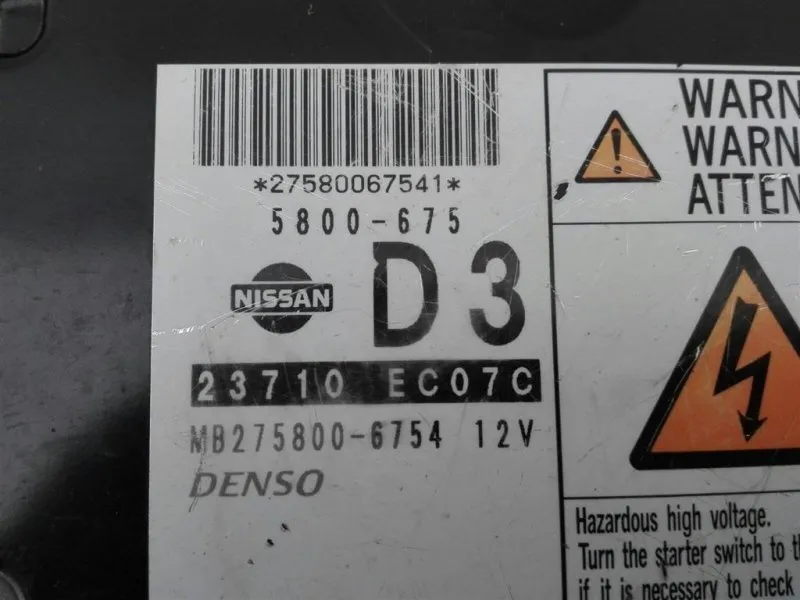 *27580067541*
5800-675
D3
NISSAN
23710 EC07C
MB275800-6754 12V
DENSO
WARN
WARN
ATTEN
Hazardous high voltage.
Turn the starter switch to th
if it is necessary to check